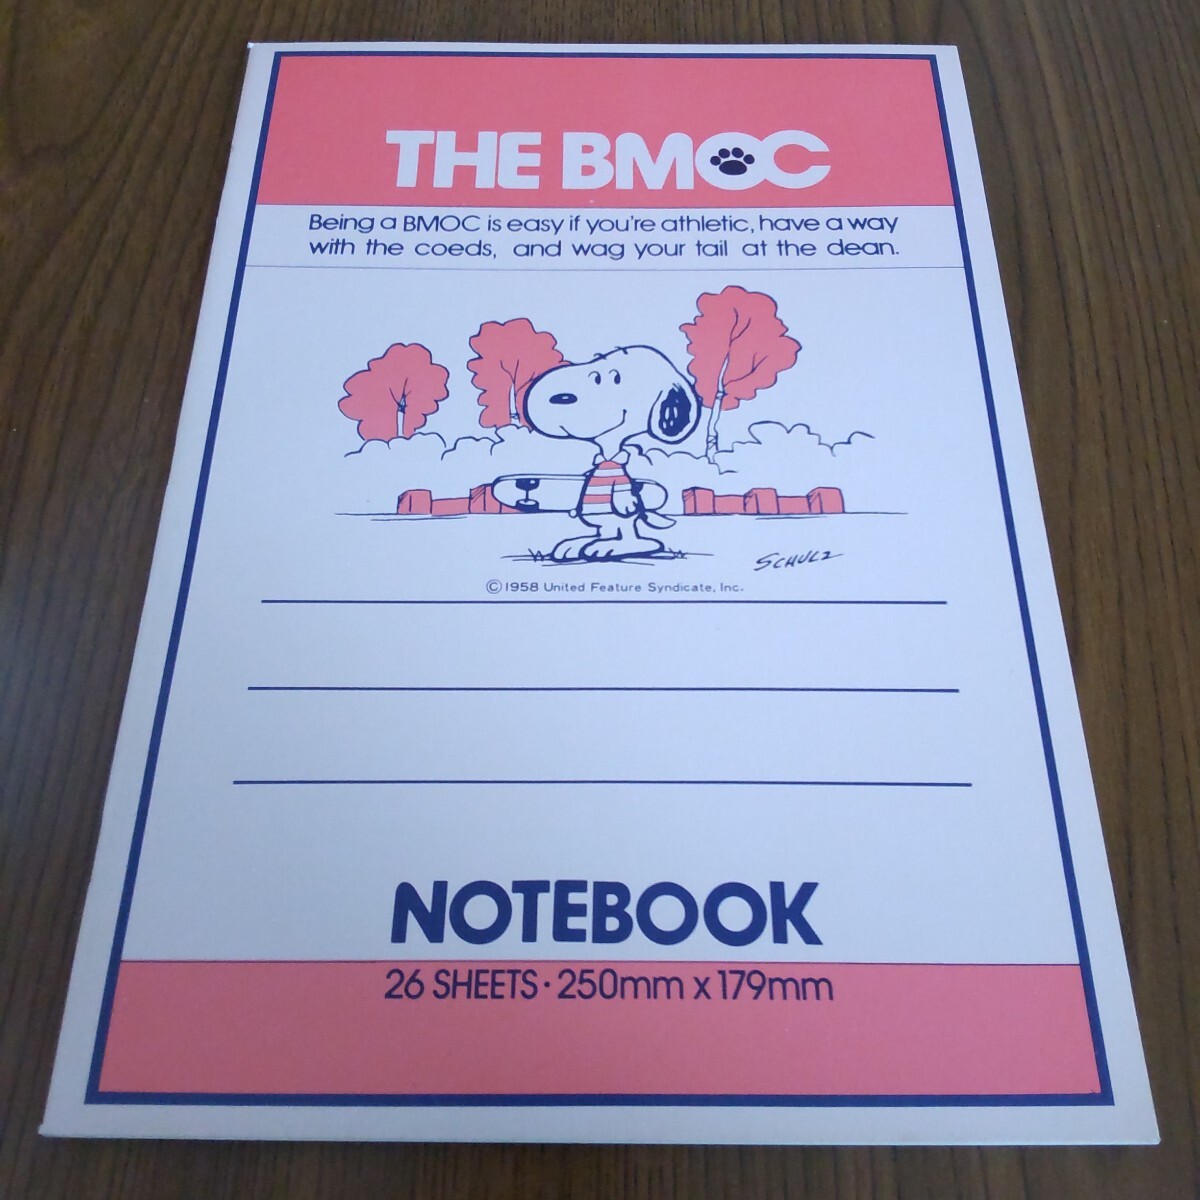 THE BMOC
Being a BMOC is easy if you're athletic, have a way
with the coeds, and wag your tail at the dean.
SCHULZ
©1958 United Feature Syndicate, Inc.
NOTEBOOK
26 SHEETS · 250mm x 179mm